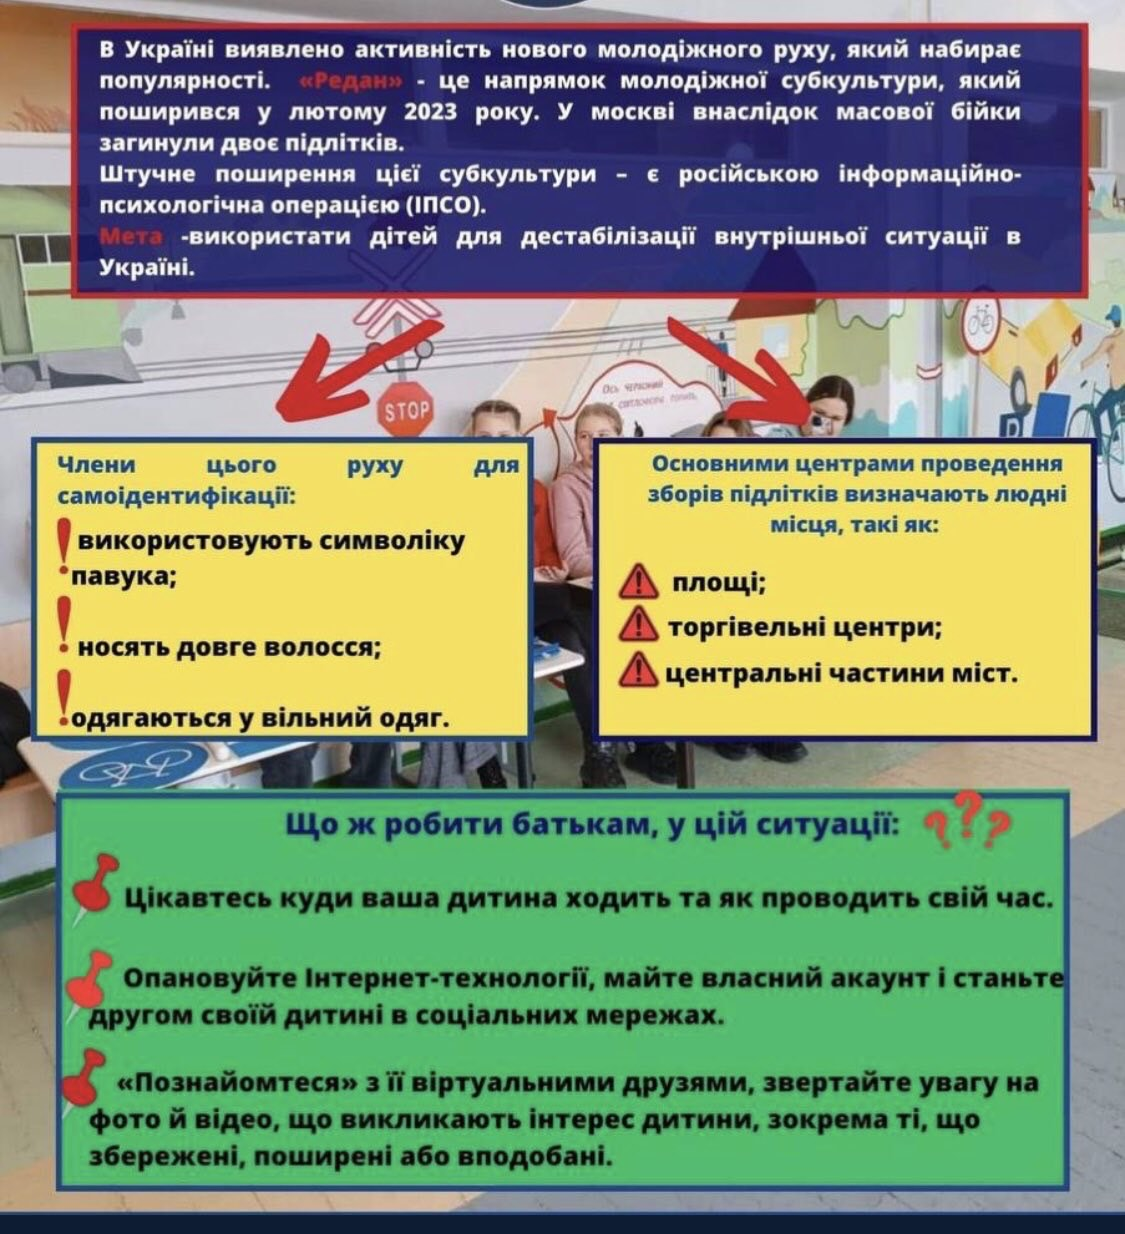 В Україні виявлено активність нового молодіжного руху, який набирає
популярності. «Редан» - це напрямок молодіжної субкультури, який
поширився у лютому 2023 року. У москві внаслідок масової бійки
загинули двоє підлітків.
Штучне поширення цієї субкультури – є російською інформаційно-
психологічна операцією (ІПСО).
Мета -використати дітей для дестабілізації внутрішньої ситуації в
Україні.
STOP
Ось червоний
світлофора горить,
Члени цього руху для
самоідентифікації:
використовують символіку
павука;
носять довге волосся;
одягаються у вільний одяг.
Основними центрами проведення
зборів підлітків визначають людні
місця, такі як:
площі;
торгівельні центри;
центральні частини міст.
Що ж робити батькам, у цій ситуації: ???
Цікавтесь куди ваша дитина ходить та як проводить свій час.
Опановуйте Інтернет-технології, майте власний акаунт і станьте
другом своїй дитині в соціальних мережах.
«Познайомтеся» з її віртуальними друзями, звертайте увагу на
фото й відео, що викликають інтерес дитини, зокрема ті, що
збережені, поширені або вподобані.